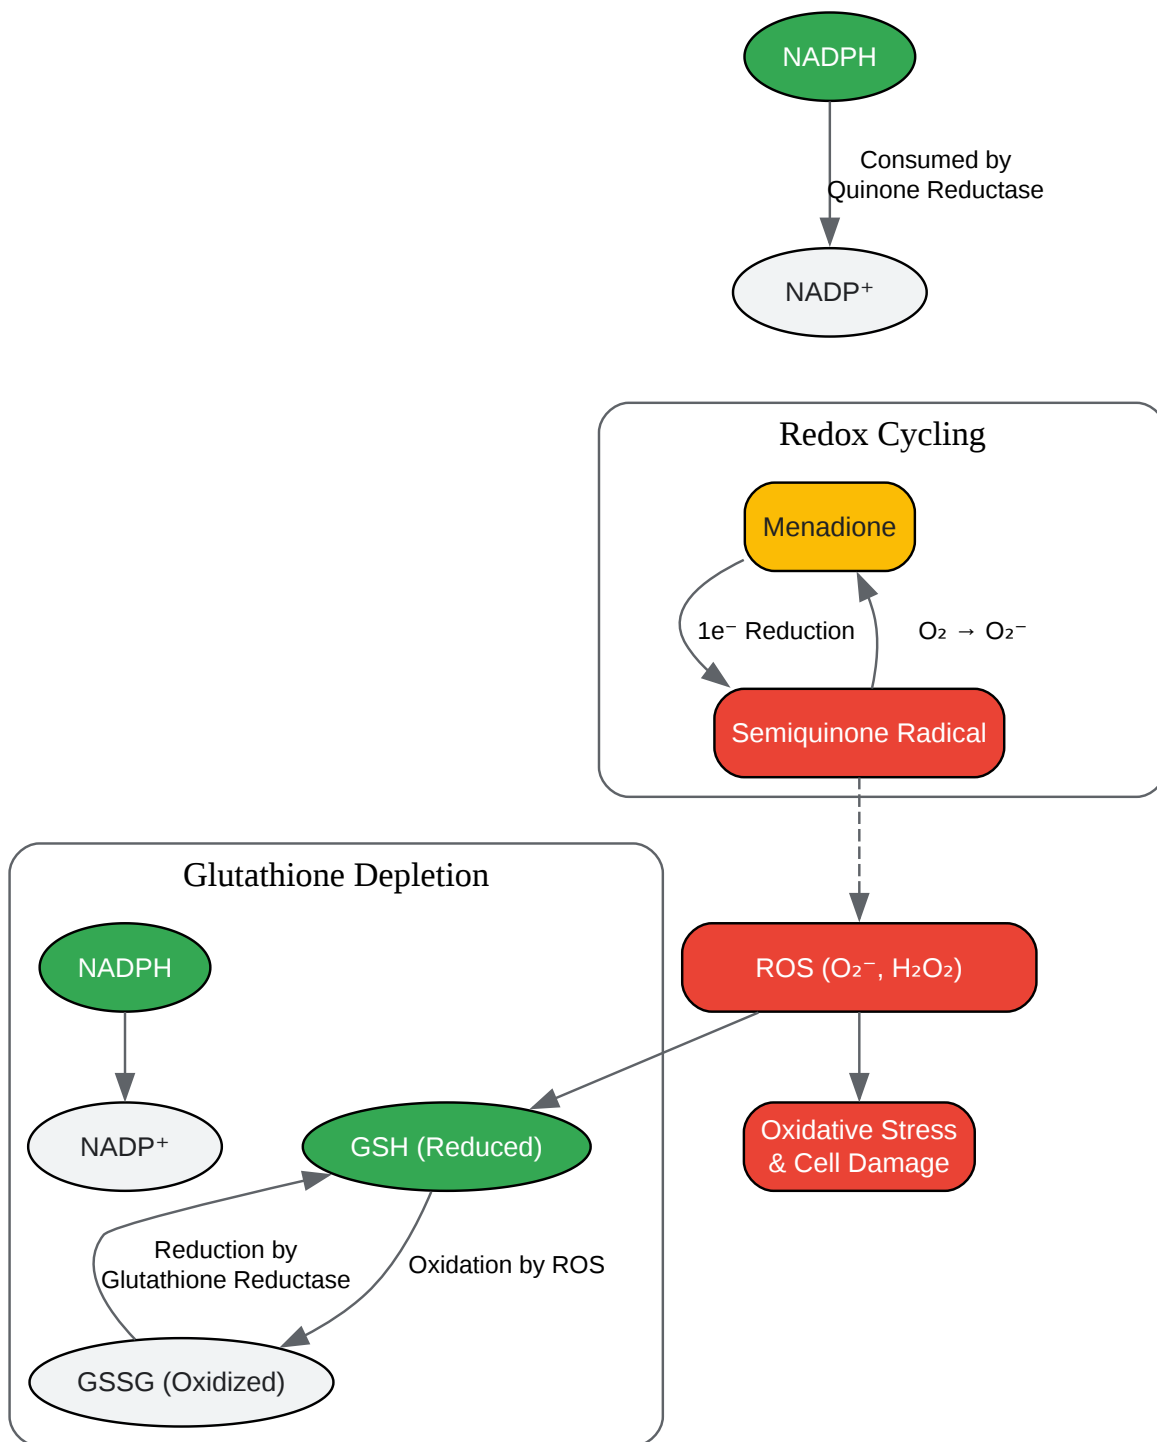 NADPH
Consumed by
Quinone Reductase
NADP⁺
Redox Cycling
Menadione
1e⁻ Reduction
O₂ → O₂⁻
Semiquinone Radical
Glutathione Depletion
NADPH
ROS (O₂⁻, H₂O₂)
NADP⁺
GSH (Reduced)
Oxidative Stress
& Cell Damage
Reduction by
Glutathione Reductase
Oxidation by ROS
GSSG (Oxidized)